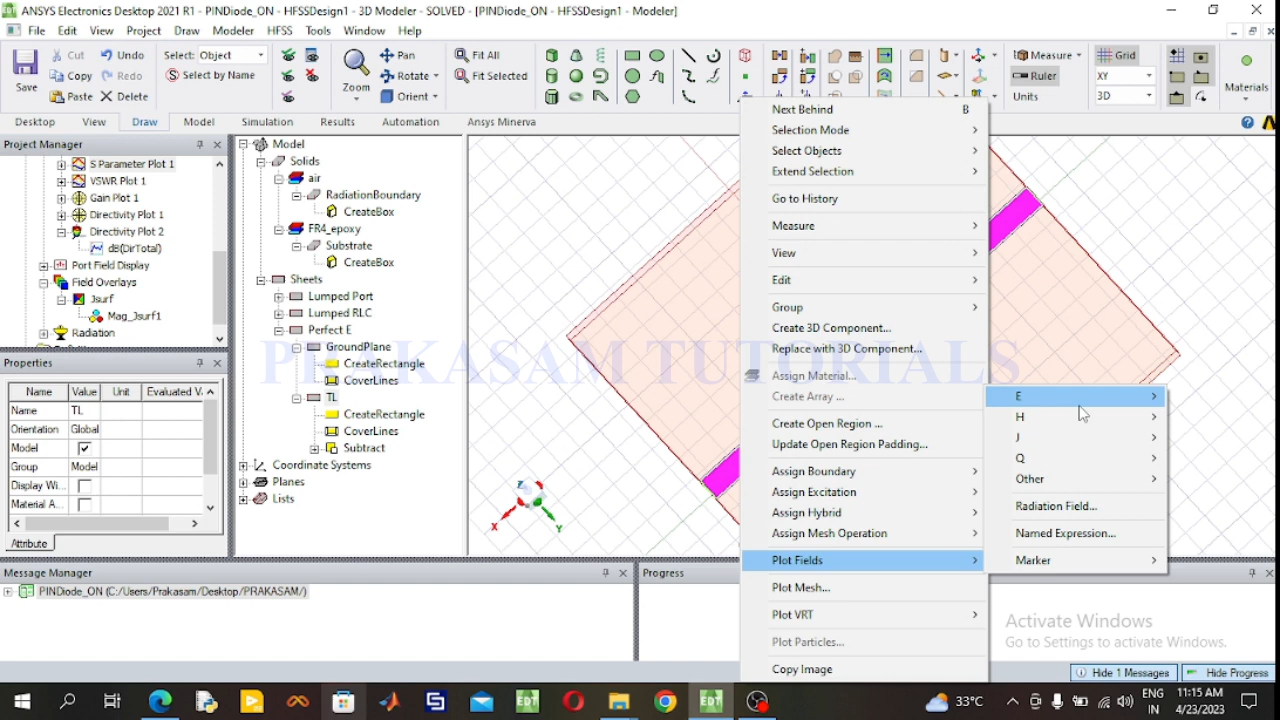 ANSYS Electronics Desktop 2021 R1 - PINDiode_ON - HFSSDesign1 - 3D Modeler - SOLVED - [PINDiode_ON - HFSSDesign1 - Modeler]
File Edit View Project Draw Modeler HFSS Tools Window Help
Save
Cut Undo
Copy Redo
Paste Delete
Select: Object
Select by Name
Zoom
Pan
Rotate
Orient
Fit All
Fit Selected
Measure
Ruler
Units
Grid
XY
3D
Materials
Desktop View Draw Model Simulation Results Automation Ansys Minerva
Project Manager
S Parameter Plot 1
VSWR Plot 1
Gain Plot 1
Directivity Plot 1
Directivity Plot 2
dB(DirTotal)
Port Field Display
Field Overlays
Jsurf
Mag_Jsurf1
Radiation
Properties
Name Value Unit Evaluated V
Name TL
Orientation Global
Model
Group Model
Display Wi...
Material A...
Attribute
Model
Solids
air
RadiationBoundary
CreateBox
FR4_epoxy
Substrate
CreateBox
Sheets
Lumped Port
Lumped RLC
Perfect E
GroundPlane
CreateRectangle
CoverLines
TL
CreateRectangle
CoverLines
Subtract
Coordinate Systems
Planes
Lists
Z
X
Y
PRAKASAM TUTORIALS
Next Behind B
Selection Mode
Select Objects
Extend Selection
Go to History
Measure
View
Edit
Group
Create 3D Component...
Replace with 3D Component...
Assign Material...
Create Array ...
Create Open Region ...
Update Open Region Padding...
Assign Boundary
Assign Excitation
Assign Hybrid
Assign Mesh Operation
Plot Fields
Plot Mesh...
Plot VRT
Plot Particles...
Copy Image
E
H
J
Q
Other
Radiation Field...
Named Expression...
Marker
Message Manager
PINDiode_ON (C:/Users/Prakasam/Desktop/PRAKASAM/)
Progress
Activate Windows
Go to Settings to activate Windows.
Hide 1 Messages Hide Progress
33°C
ENG
IN
11:15 AM
4/23/2023